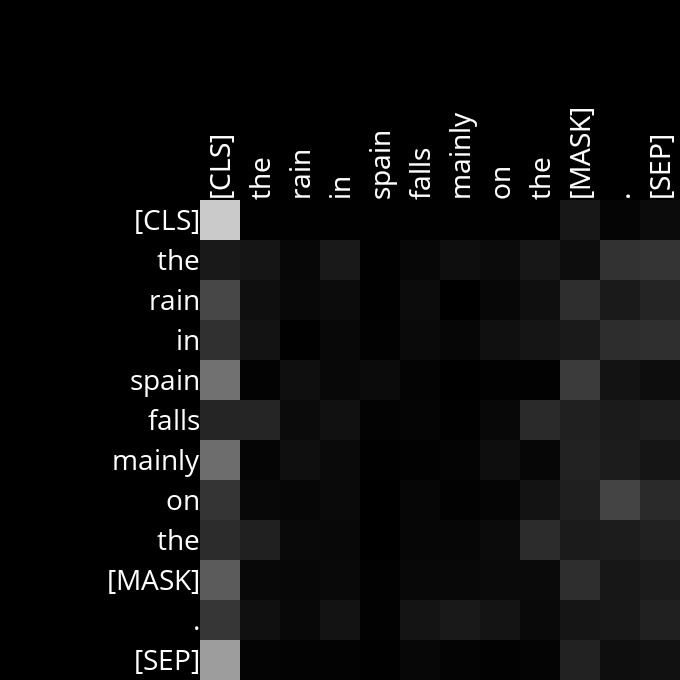 [CLS]
the
rain
in
spain
falls
mainly
on
the
[MASK]
.
[SEP]
[CLS]
the
rain
in
spain
falls
mainly
on
the
[MASK]
.
[SEP]